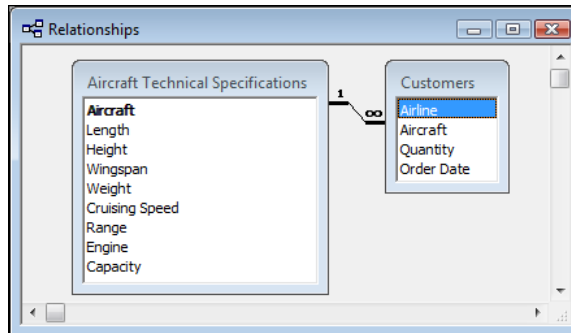 Relationships
Aircraft Technical Specifications
Aircraft
Length
Height
Wingspan
Weight
Cruising Speed
Range
Engine
Capacity
1
∞
Customers
Airline
Aircraft
Quantity
Order Date